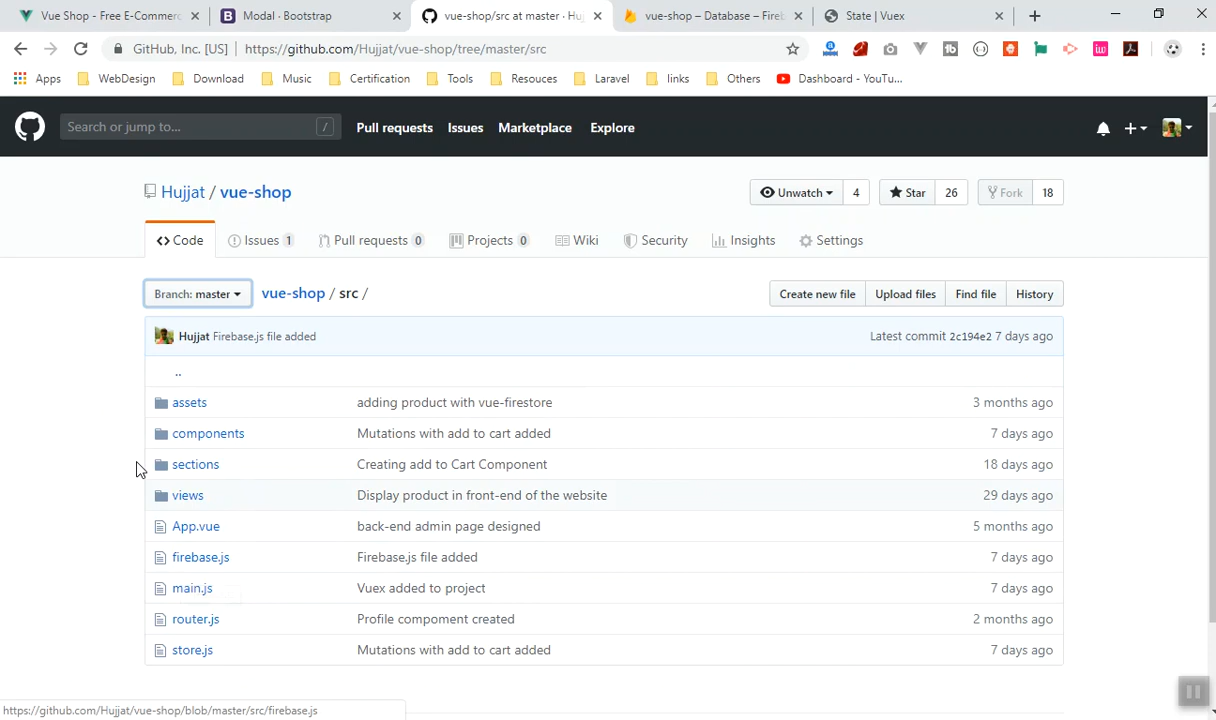 Vue Shop - Free E-Commerc
Modal · Bootstrap
vue-shop/src at master · Huj
vue-shop – Database – Fireb
State | Vuex
GitHub, Inc. [US] | https://github.com/Hujjat/vue-shop/tree/master/src
Apps WebDesign Download Music Certification Tools Resouces Laravel links Others Dashboard - YouTu...
Search or jump to... /
Pull requests Issues Marketplace Explore
Hujjat / vue-shop
Unwatch 4 Star 26 Fork 18
Code Issues 1 Pull requests 0 Projects 0 Wiki Security Insights Settings
Branch: master vue-shop / src /
Create new file Upload files Find file History
Hujjat Firebase.js file added Latest commit 2c194e2 7 days ago
..
assets adding product with vue-firestore 3 months ago
components Mutations with add to cart added 7 days ago
sections Creating add to Cart Component 18 days ago
views Display product in front-end of the website 29 days ago
App.vue back-end admin page designed 5 months ago
firebase.js Firebase.js file added 7 days ago
main.js Vuex added to project 7 days ago
router.js Profile compoment created 2 months ago
store.js Mutations with add to cart added 7 days ago
https://github.com/Hujjat/vue-shop/blob/master/src/firebase.js